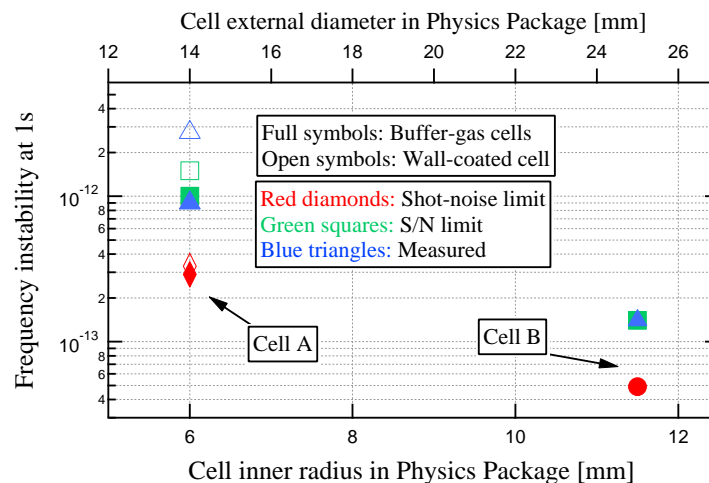 Cell external diameter in Physics Package [mm]
12 14 16 18 20 22 24 26
Frequency instability at 1s
4
2
10⁻¹²
8
6
4
2
10⁻¹³
8
6
4
Full symbols: Buffer-gas cells
Open symbols: Wall-coated cell
Red diamonds: Shot-noise limit
Green squares: S/N limit
Blue triangles: Measured
Cell A
Cell B
6 8 10 12
Cell inner radius in Physics Package [mm]